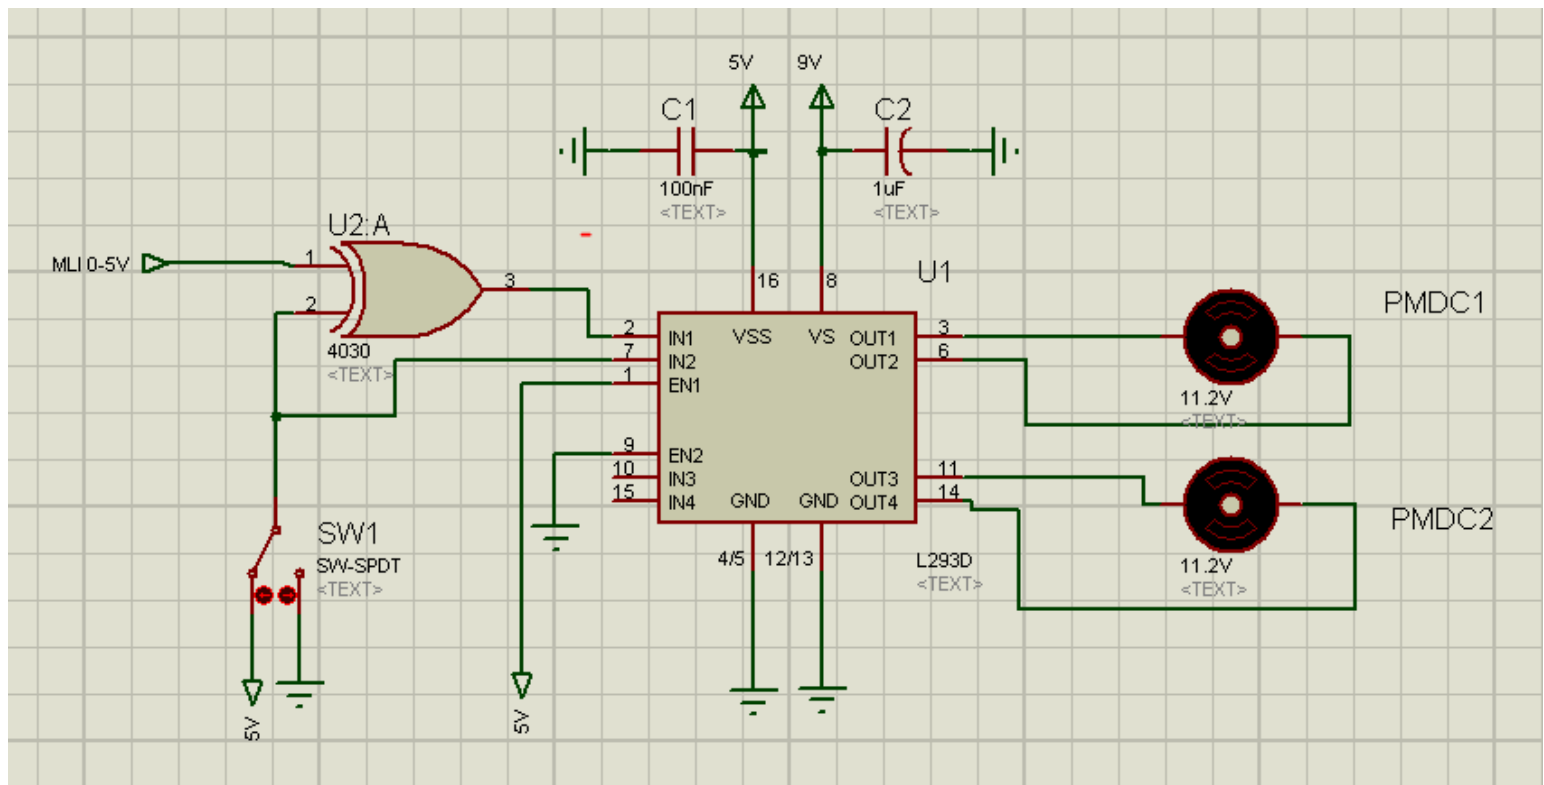 5V
9V
C1
C2
100nF
<TEXT>
1uF
<TEXT>
U2:A
MLI 0-5V
1
2
3
4030
<TEXT>
16
8
U1
VSS
VS
2
IN1
7
IN2
1
EN1
9
EN2
10
IN3
15
IN4
OUT1
3
OUT2
6
OUT3
11
OUT4
14
GND
GND
4/5
12/13
L293D
<TEXT>
PMDC1
11.2V
<TEXT>
PMDC2
11.2V
<TEXT>
SW1
SW-SPDT
<TEXT>
5V
5V